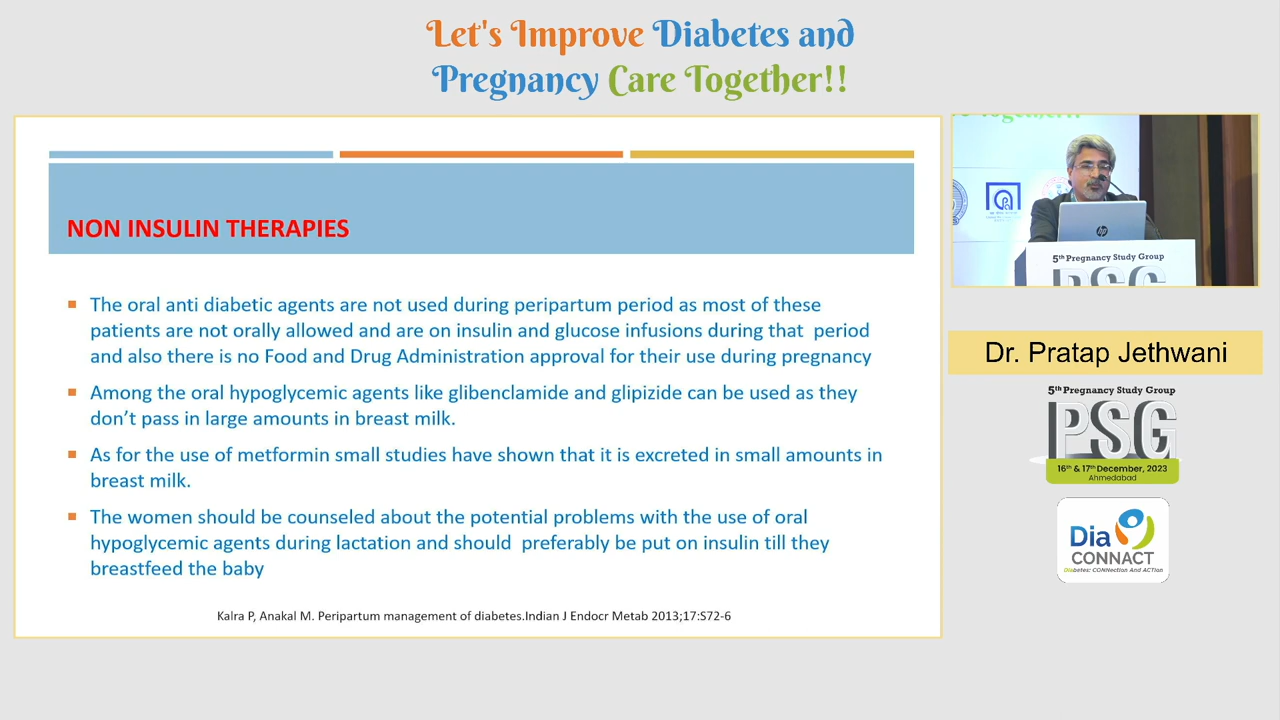 Let's Improve Diabetes and
Pregnancy Care Together!!
NON INSULIN THERAPIES
The oral anti diabetic agents are not used during peripartum period as most of these
patients are not orally allowed and are on insulin and glucose infusions during that period
and also there is no Food and Drug Administration approval for their use during pregnancy
Among the oral hypoglycemic agents like glibenclamide and glipizide can be used as they
don't pass in large amounts in breast milk.
As for the use of metformin small studies have shown that it is excreted in small amounts in
breast milk.
The women should be counseled about the potential problems with the use of oral
hypoglycemic agents during lactation and should preferably be put on insulin till they
breastfeed the baby
Kalra P, Anakal M. Peripartum management of diabetes.Indian J Endocr Metab 2013;17:S72-6
hp
5th Pregnancy Study Group
PSG
Dr. Pratap Jethwani
5th Pregnancy Study Group
PSG
16th & 17th December, 2023
Ahmedabad
Dia
CONNACT
Diabetes: CONNection And ACTion